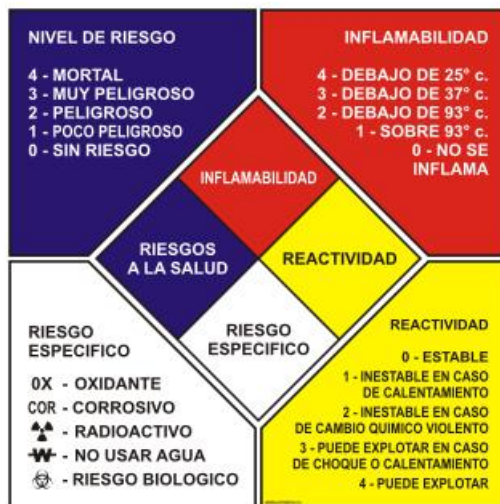 NIVEL DE RIESGO
4 - MORTAL
3 - MUY PELIGROSO
2 - PELIGROSO
1 - POCO PELIGROSO
0 - SIN RIESGO
INFLAMABILIDAD
4 - DEBAJO DE 25° c.
3 - DEBAJO DE 37° c.
2 - DEBAJO DE 93° c.
1 - SOBRE 93° c.
0 - NO SE
INFLAMA
INFLAMABILIDAD
RIESGOS
A LA SALUD
REACTIVIDAD
RIESGO
ESPECIFICO
RIESGO
ESPECIFICO
0X - OXIDANTE
COR - CORROSIVO
- RADIOACTIVO
W - NO USAR AGUA
- RIESGO BIOLOGICO
REACTIVIDAD
0 - ESTABLE
1 - INESTABLE EN CASO
DE CALENTAMIENTO
2 - INESTABLE EN CASO
DE CAMBIO QUIMICO VIOLENTO
3 - PUEDE EXPLOTAR EN CASO
DE CHOQUE O CALENTAMIENTO
4 - PUEDE EXPLOTAR